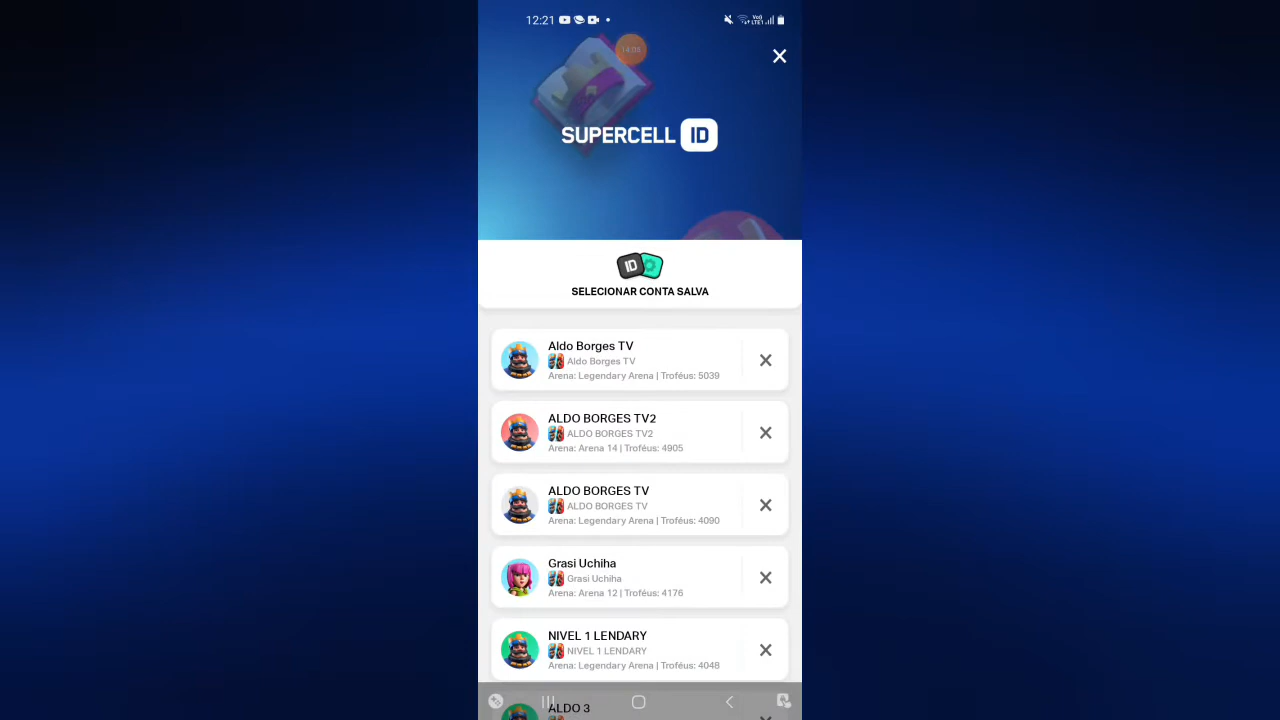 12:21
SUPERCELL ID
ID
SELECIONAR CONTA SALVA
Aldo Borges TV
Aldo Borges TV
Arena: Legendary Arena | Troféus: 5039
ALDO BORGES TV2
ALDO BORGES TV2
Arena: Arena 14 | Troféus: 4905
ALDO BORGES TV
ALDO BORGES TV
Arena: Legendary Arena | Troféus: 4090
Grasi Uchiha
Grasi Uchiha
Arena: Arena 12 | Troféus: 4176
NIVEL 1 LENDARY
NIVEL 1 LENDARY
Arena: Legendary Arena | Troféus: 4048
ALDO 3